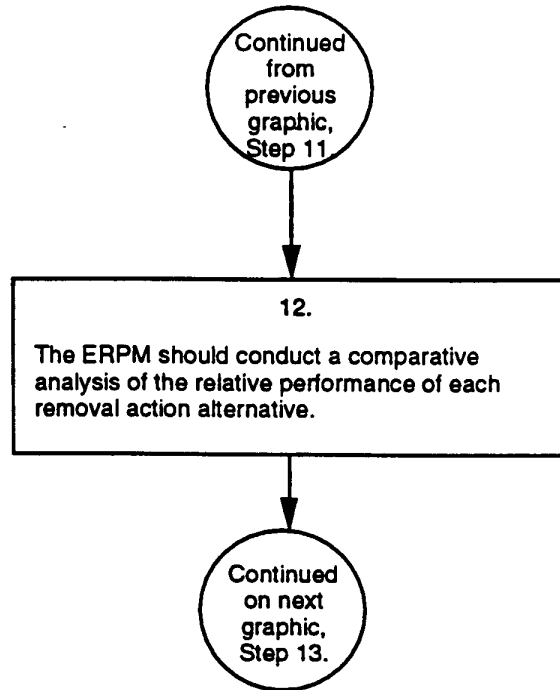 Continued
from
previous
graphic,
Step 11.
12.
The ERPM should conduct a comparative
analysis of the relative performance of each
removal action alternative.
Continued
on next
graphic,
Step 13.